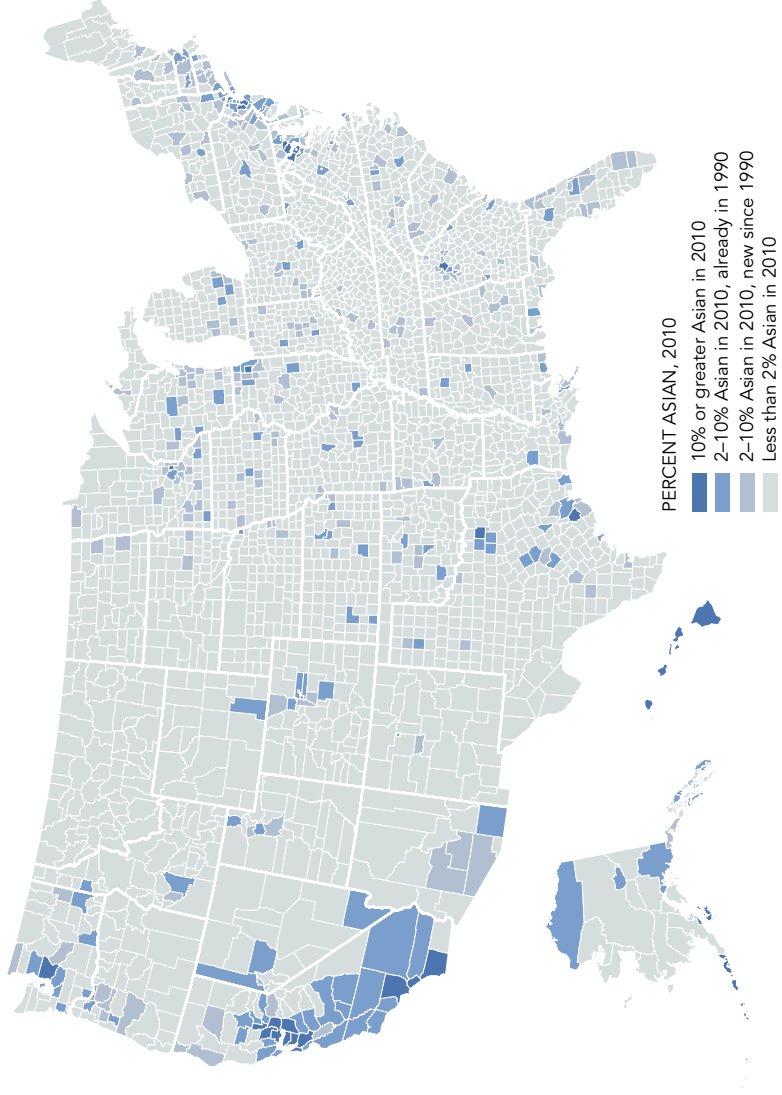 PERCENT ASIAN, 2010
10% or greater Asian in 2010
2–10% Asian in 2010, already in 1990
2–10% Asian in 2010, new since 1990
Less than 2% Asian in 2010